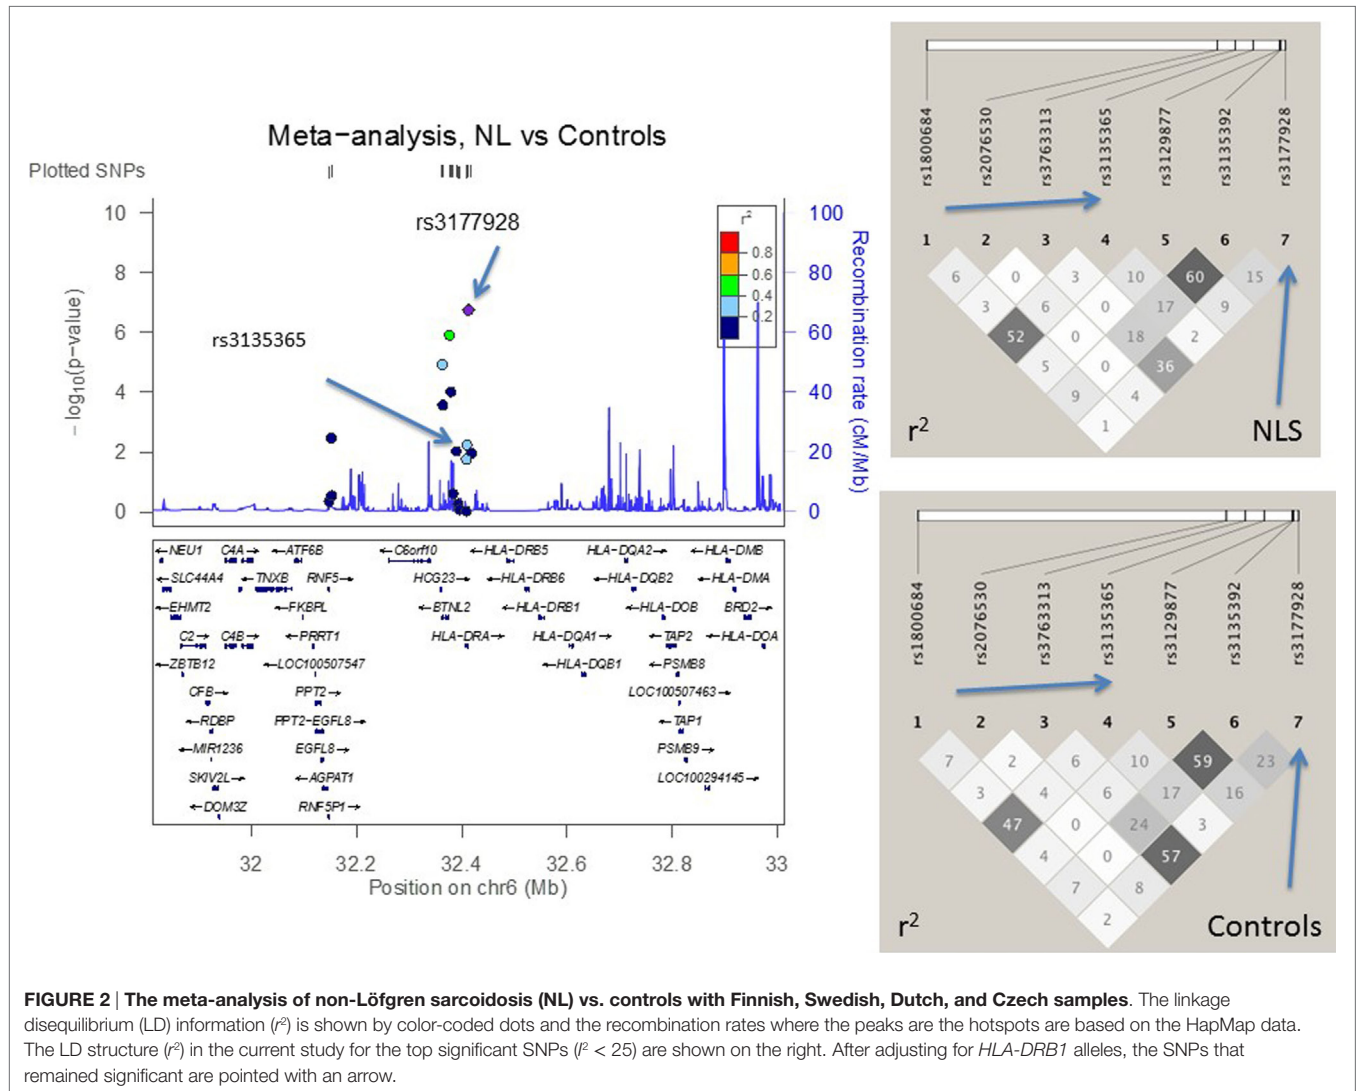 Meta−analysis, NL vs Controls
Plotted SNPs
rs3177928
rs3135365
r²
0.8
0.6
0.4
0.2
10
8
6
4
2
0
−log₁₀(p−value)
100
80
60
40
20
0
Recombination rate (cM/Mb)
←NEU1 C4A→ ←ATF6B ←C6orf10 ←HLA−DRB5 HLA−DQA2→ ←HLA−DMB
←SLC44A4 ←TNXB RNF5→ HCG23→ ←HLA−DRB6 ←HLA−DQB2 ←HLA−DMA
←EHMT2 ←FKBPL ←BTNL2 ←HLA−DRB1 ←HLA−DOB BRD2→
C2→ C4B→ ←PRRT1 HLA−DRA→ HLA−DQA1→ ←TAP2 ←HLA−DOA
←ZBTB12 ←LOC100507547 ←HLA−DQB1 ←PSMB8
CFB→ PPT2→ LOC100507463→
←RDBP PPT2−EGFL8→ ←TAP1
←MIR1236 EGFL8→ PSMB9→
SKIV2L→ ←AGPAT1 LOC100294145→
←DOM3Z RNF5P1→
32 32.2 32.4 32.6 32.8 33
Position on chr6 (Mb)
rs1800684 rs2076530 rs3763313 rs3135365 rs3129877 rs3135392 rs3177928
1 2 3 4 5 6 7
6 0 3 10 60 15
3 6 0 17 9
52 0 18 2
5 0 36
9 4
1
r²
NLS
rs1800684 rs2076530 rs3763313 rs3135365 rs3129877 rs3135392 rs3177928
1 2 3 4 5 6 7
7 2 6 10 59 23
3 4 6 17 16
47 0 24 3
4 0 57
7 8
2
r²
Controls
FIGURE 2 | The meta-analysis of non-Löfgren sarcoidosis (NL) vs. controls with Finnish, Swedish, Dutch, and Czech samples. The linkage
disequilibrium (LD) information (r²) is shown by color-coded dots and the recombination rates where the peaks are the hotspots are based on the HapMap data.
The LD structure (r²) in the current study for the top significant SNPs (I² < 25) are shown on the right. After adjusting for HLA-DRB1 alleles, the SNPs that
remained significant are pointed with an arrow.